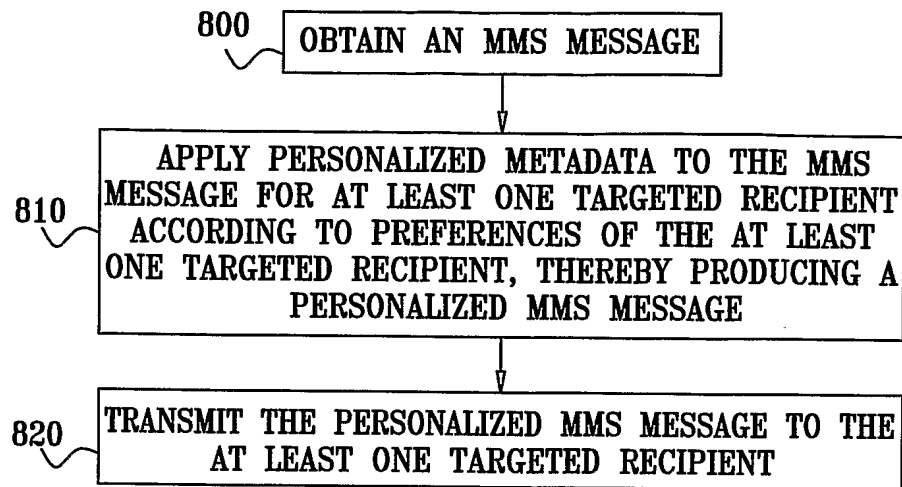 800
OBTAIN AN MMS MESSAGE
810
APPLY PERSONALIZED METADATA TO THE MMS
MESSAGE FOR AT LEAST ONE TARGETED RECIPIENT
ACCORDING TO PREFERENCES OF THE AT LEAST
ONE TARGETED RECIPIENT, THEREBY PRODUCING A
PERSONALIZED MMS MESSAGE
820
TRANSMIT THE PERSONALIZED MMS MESSAGE TO THE
AT LEAST ONE TARGETED RECIPIENT